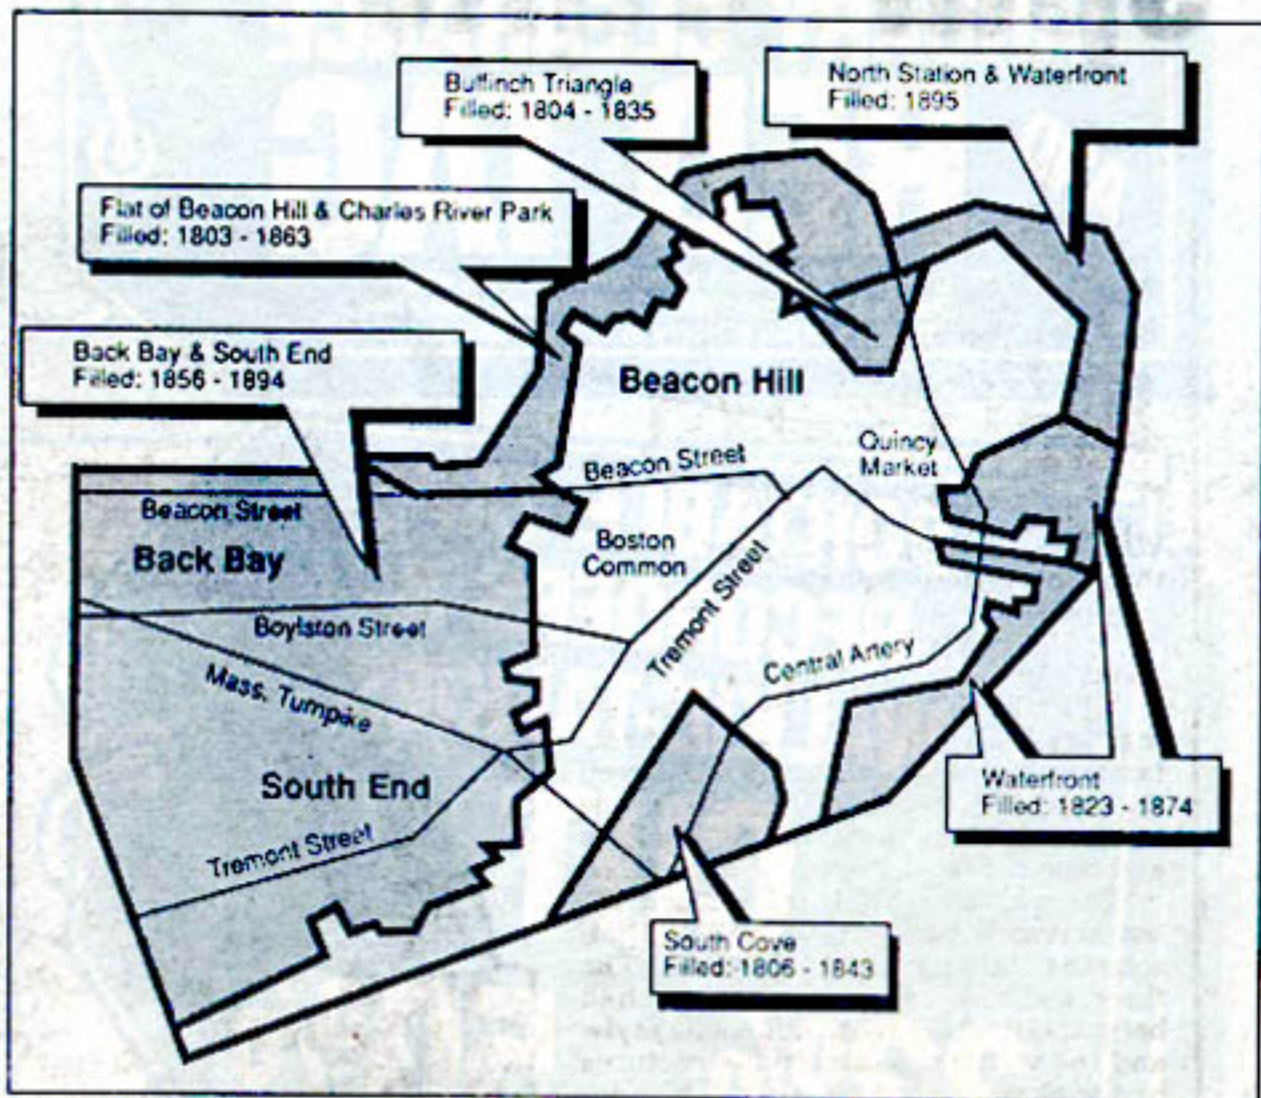 Bulfinch Triangle
Filled: 1804 - 1835
North Station & Waterfront
Filled: 1895
Flat of Beacon Hill & Charles River Park
Filled: 1803 - 1863
Back Bay & South End
Filled: 1856 - 1894
Beacon Hill
Quincy
Market
Beacon Street
Beacon Street
Back Bay
Boston
Common
Boylston Street
Tremont Street
Central Artery
Mass. Turnpike
South End
Tremont Street
Waterfront
Filled: 1823 - 1874
South Cove
Filled: 1806 - 1843